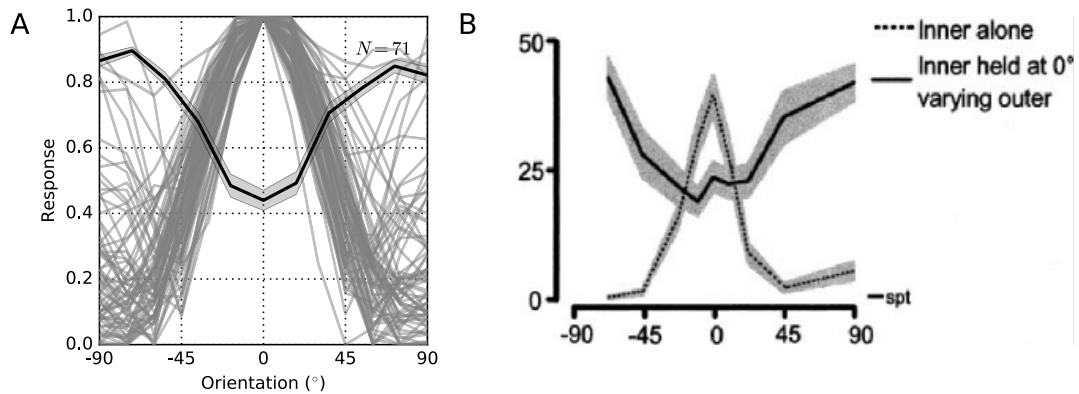 A
1.0
0.8
0.6
0.4
0.2
0.0
Response
N = 71
-90
-45
0
45
90
Orientation (°)
B
Inner alone
Inner held at 0°
varying outer
50
25
0
spt
-90
-45
0
45
90